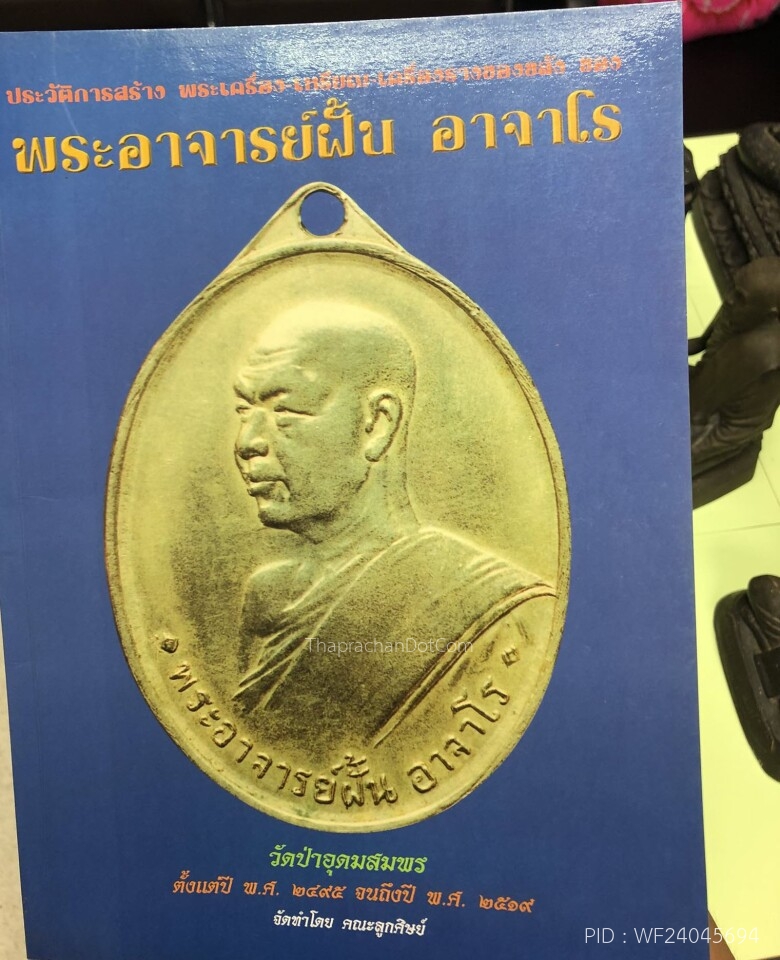 ประวัติการสร้าง พระเครื่อง เหรียญ เครื่องรางของขลัง ของ
พระอาจารย์ฝั้น อาจาโร
ThaprachanDotCom
๑ พระอาจารย์ฝั้น อาจาโร ๓
วัดป่าอุดมสมพร
ตั้งแต่ปี พ.ศ. ๒๔๙๕ จนถึงปี พ.ศ. ๒๕๑๙
จัดทำโดย คณะลูกศิษย์
PID : WF24045694